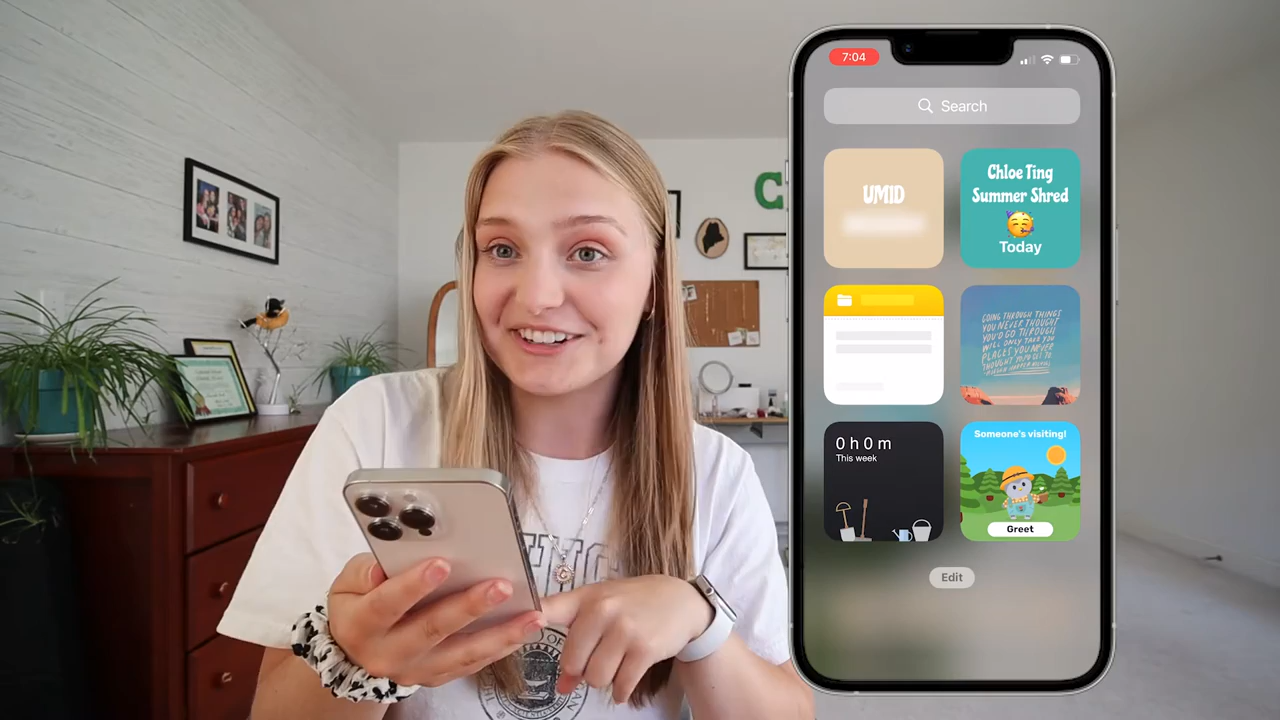 7:04
Search
UMID
Chloe Ting
Summer Shred
Today
GOING THROUGH THINGS
YOU NEVER THOUGHT
YOU'D GO THROUGH
WILL ONLY TAKE YOU
PLACES YOU NEVER
THOUGHT YOU'D GET TO
0 h 0 m
This week
Someone's visiting!
Greet
Edit
C